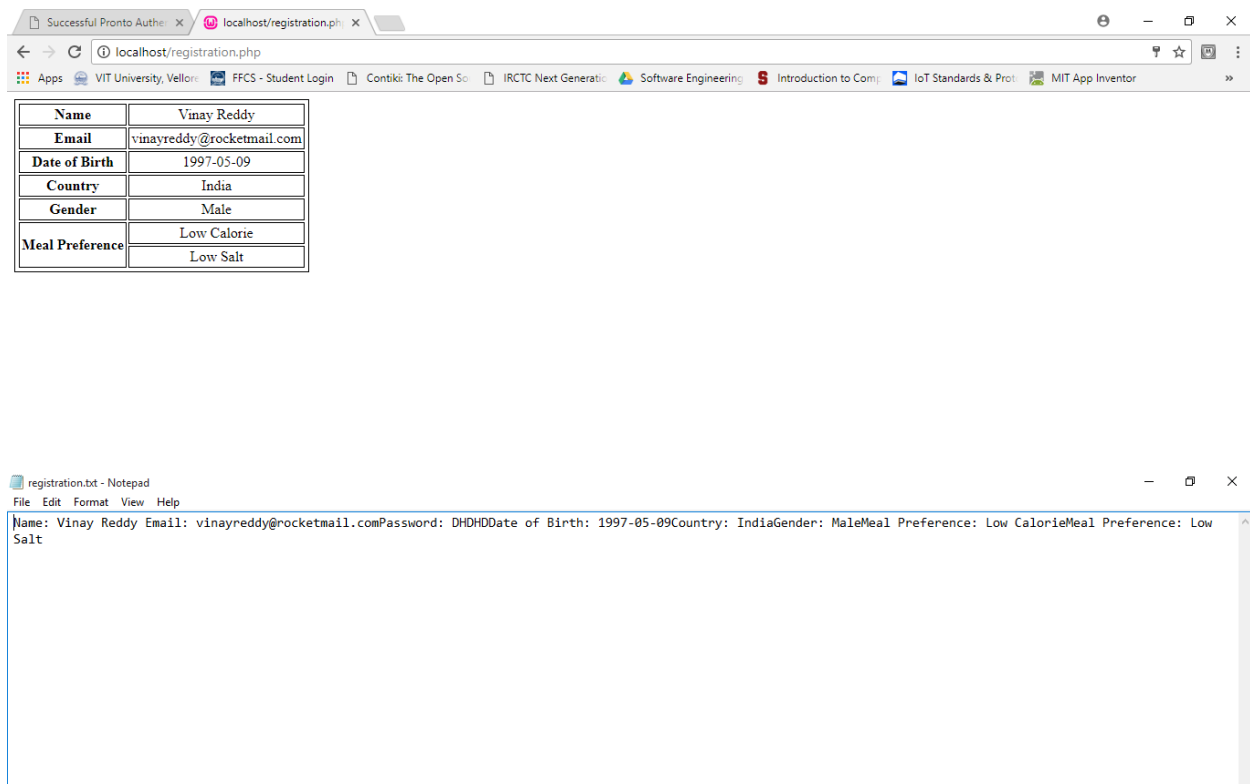 Successful Pronto Authe
localhost/registration.ph
localhost/registration.php
Apps VIT University, Vellore FFCS - Student Login Contiki: The Open So IRCTC Next Generatio Software Engineering Introduction to Comp IoT Standards & Prot MIT App Inventor »
Name Vinay Reddy
Email vinayreddy@rocketmail.com
Date of Birth 1997-05-09
Country India
Gender Male
Meal Preference Low Calorie
Low Salt
registration.txt - Notepad
File Edit Format View Help
Name: Vinay Reddy Email: vinayreddy@rocketmail.comPassword: DHDHDDate of Birth: 1997-05-09Country: IndiaGender: MaleMeal Preference: Low CalorieMeal Preference: Low
Salt